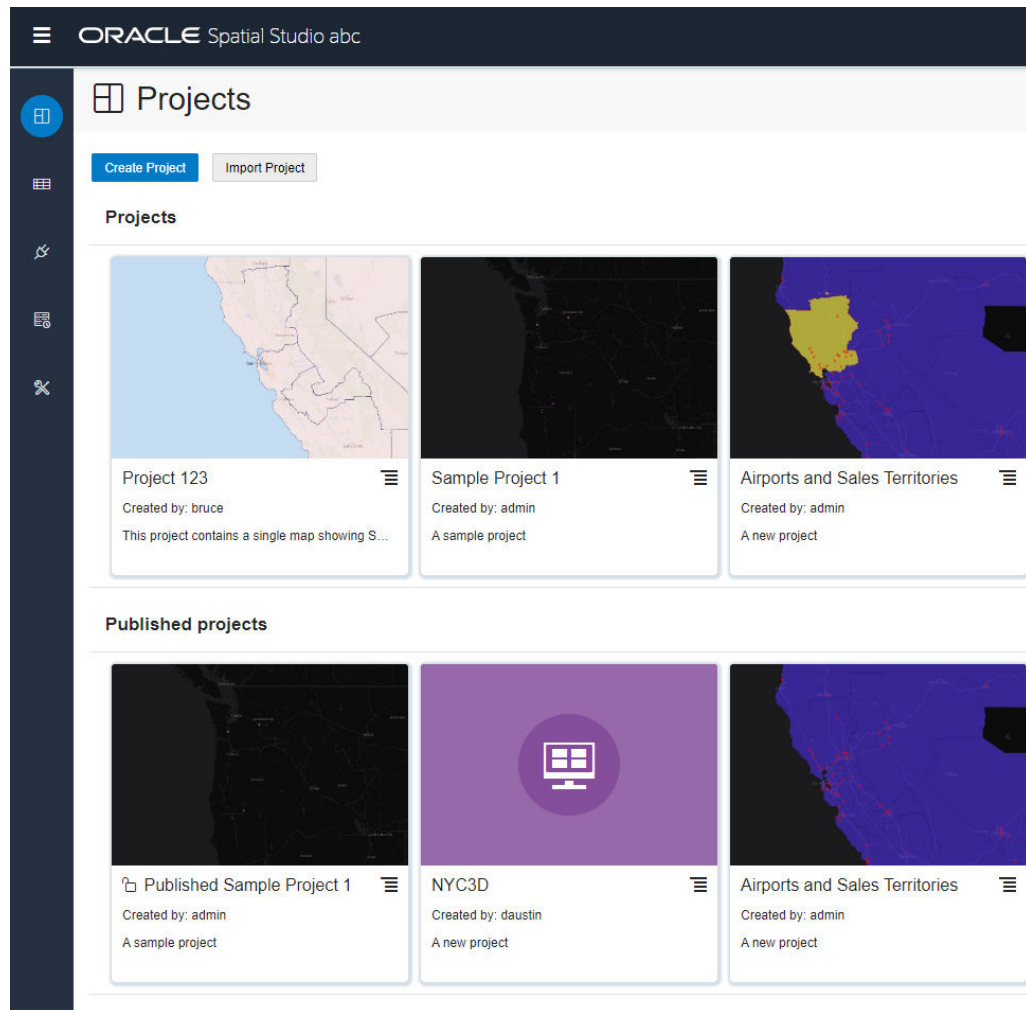 ORACLE Spatial Studio abc
Projects
Create Project
Import Project
Projects
Project 123
Created by: bruce
This project contains a single map showing S...
Sample Project 1
Created by: admin
A sample project
Airports and Sales Territories
Created by: admin
A new project
Published projects
Published Sample Project 1
Created by: admin
A sample project
NYC3D
Created by: daustin
A new project
Airports and Sales Territories
Created by: admin
A new project